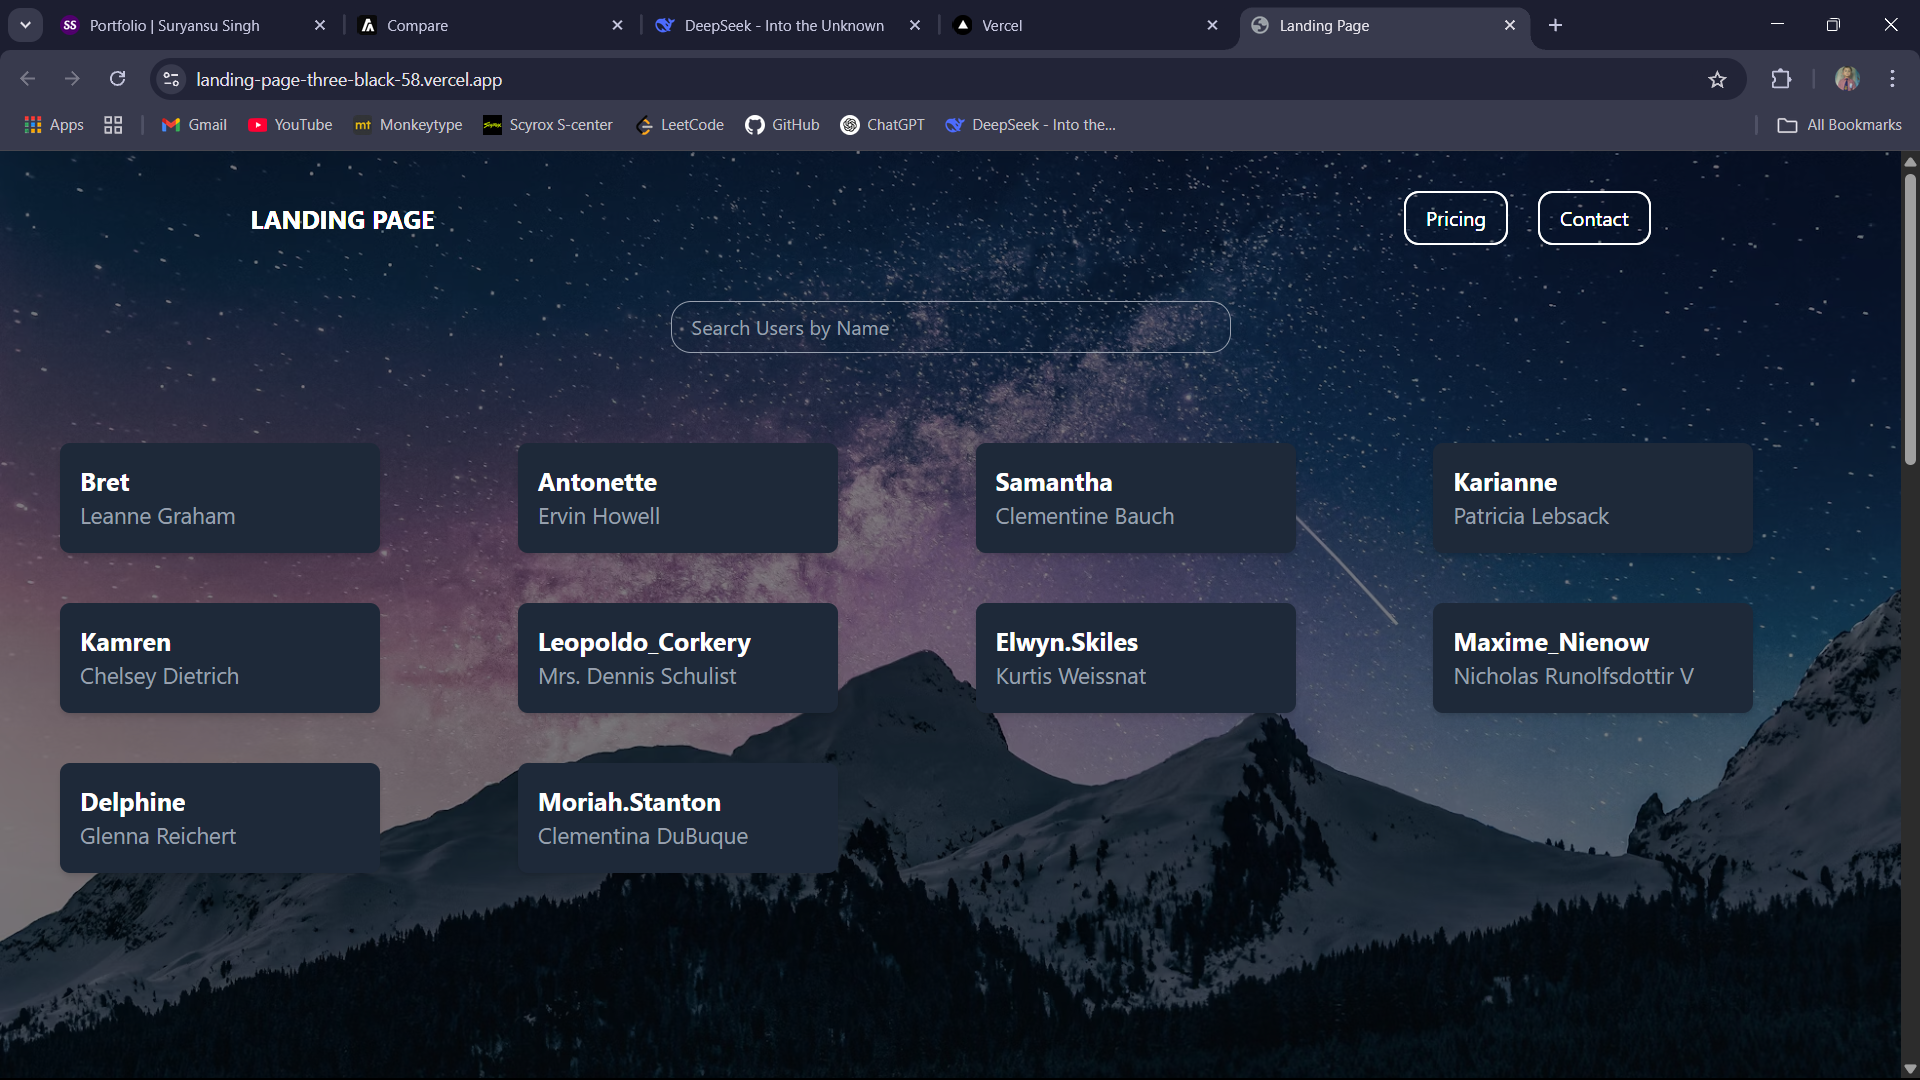 SS Portfolio | Suryansu Singh
Compare
DeepSeek - Into the Unknown
Vercel
Landing Page
landing-page-three-black-58.vercel.app
Apps
Gmail
YouTube
mt Monkeytype
Scyrox S-center
LeetCode
GitHub
ChatGPT
DeepSeek - Into the...
All Bookmarks
LANDING PAGE
Pricing
Contact
Search Users by Name
Bret
Leanne Graham
Antonette
Ervin Howell
Samantha
Clementine Bauch
Karianne
Patricia Lebsack
Kamren
Chelsey Dietrich
Leopoldo_Corkery
Mrs. Dennis Schulist
Elwyn.Skiles
Kurtis Weissnat
Maxime_Nienow
Nicholas Runolfsdottir V
Delphine
Glenna Reichert
Moriah.Stanton
Clementina DuBuque